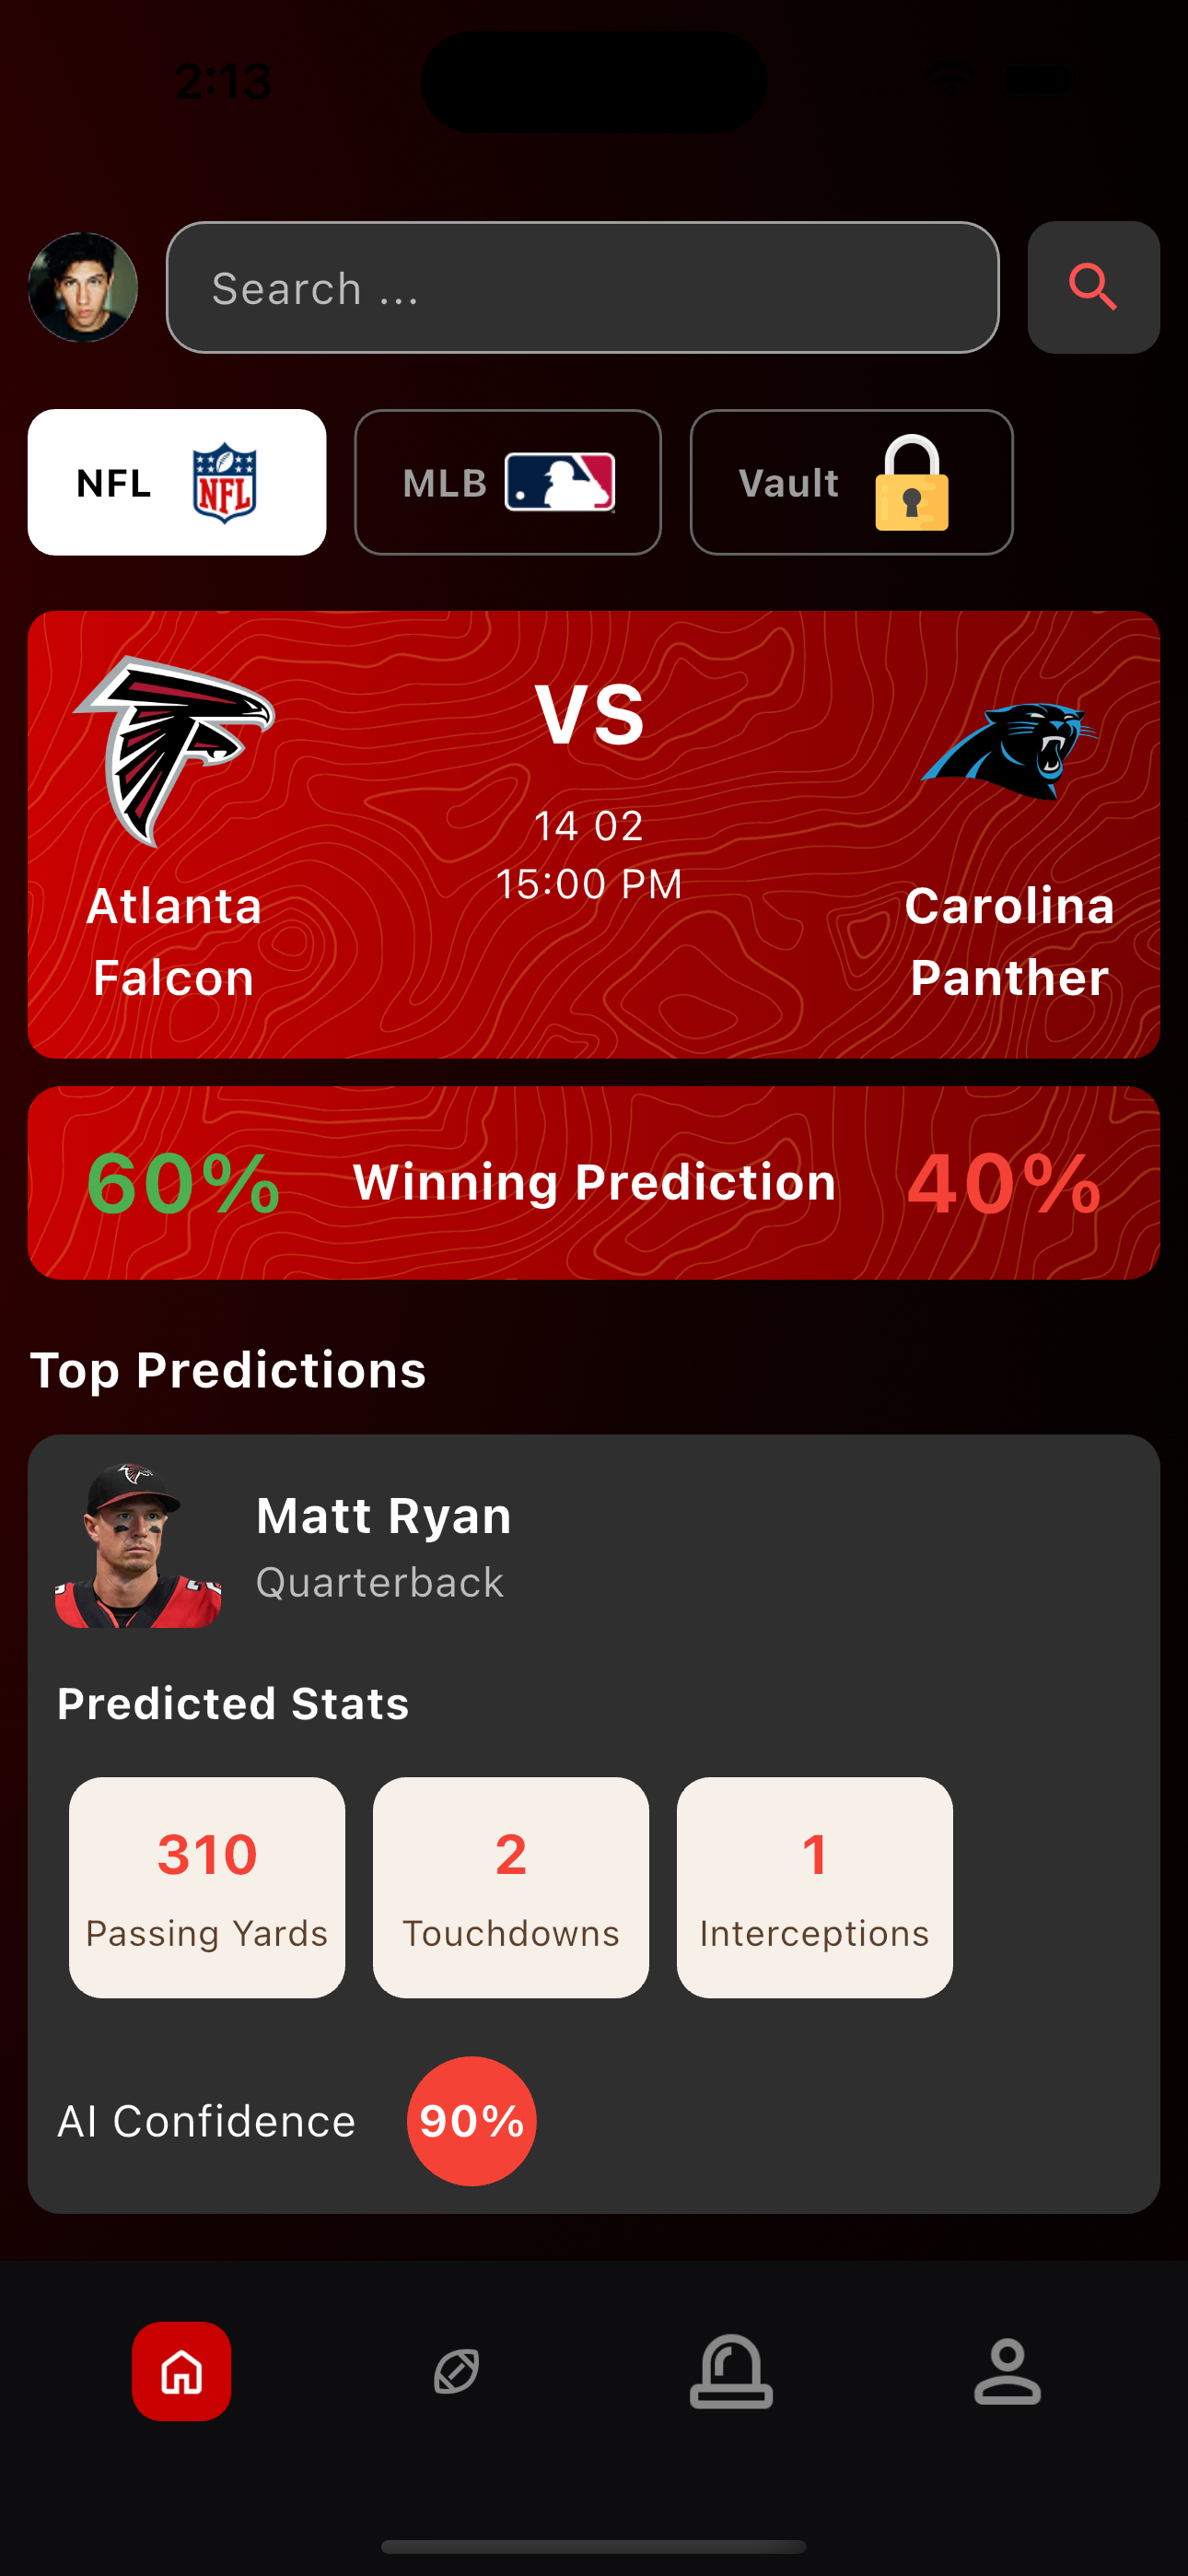 2:13
Search ...
NFL
NFL
MLB
Vault
VS
14 02
15:00 PM
Atlanta
Falcon
Carolina
Panther
60%
Winning Prediction
40%
Top Predictions
Matt Ryan
Quarterback
Predicted Stats
310
Passing Yards
2
Touchdowns
1
Interceptions
AI Confidence
90%